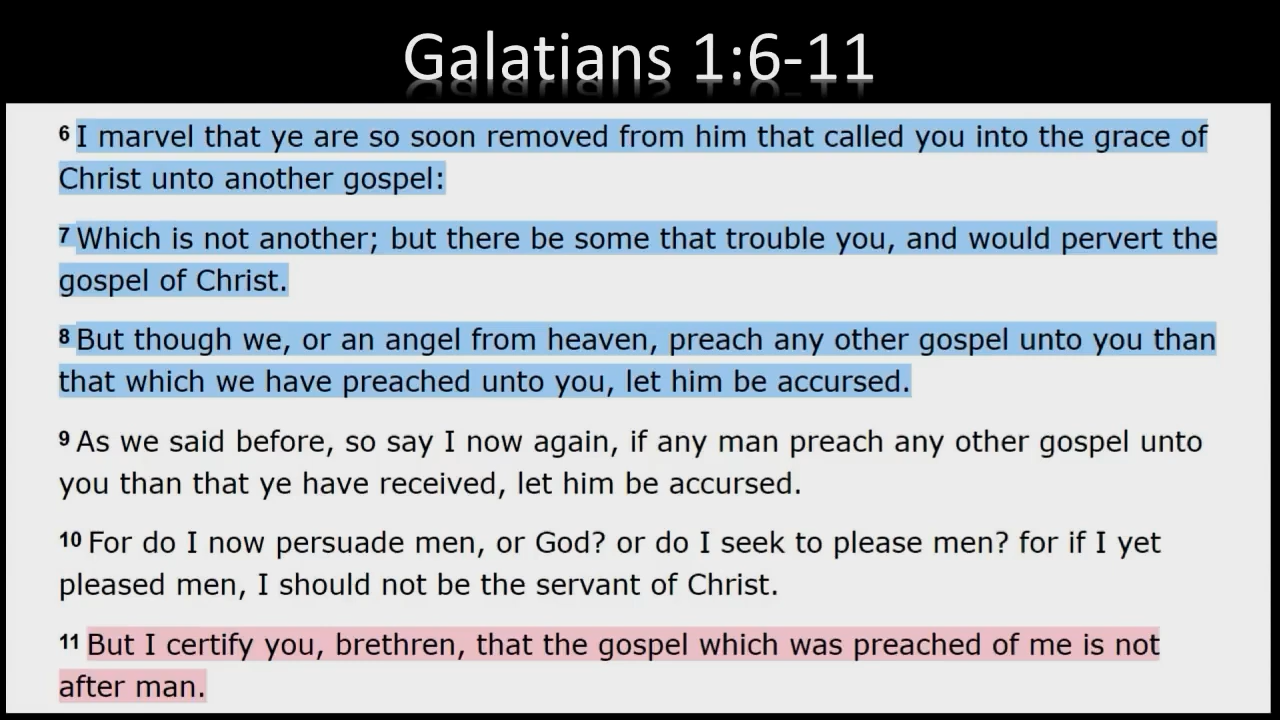 Galatians 1:6-11
6 I marvel that ye are so soon removed from him that called you into the grace of
Christ unto another gospel:
7 Which is not another; but there be some that trouble you, and would pervert the
gospel of Christ.
8 But though we, or an angel from heaven, preach any other gospel unto you than
that which we have preached unto you, let him be accursed.
9 As we said before, so say I now again, if any man preach any other gospel unto
you than that ye have received, let him be accursed.
10 For do I now persuade men, or God? or do I seek to please men? for if I yet
pleased men, I should not be the servant of Christ.
11 But I certify you, brethren, that the gospel which was preached of me is not
after man.